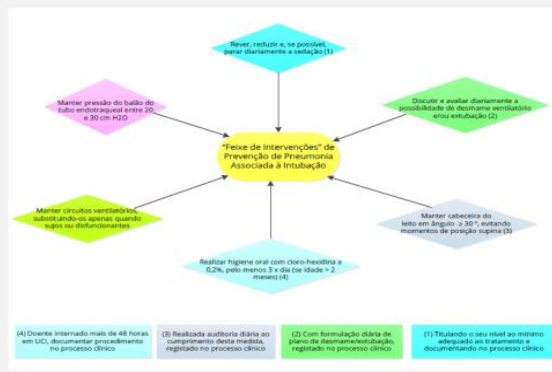 Rever, reduzir e, se possível,
parar diariamente a sedação (1)
Manter pressão do balão do
tubo endotraqueal entre 20
e 30 cm H2O
Discutir e avaliar diariamente a
possibilidade de desmame ventilatório
e/ou extubação (2)
"Feixe de Intervenções" de
Prevenção de Pneumonia
Associada à Intubação
Manter circuitos ventilatórios,
substituindo-os apenas quando
sujos ou disfuncionantes
Manter cabeceira do
leito em ângulo ≥ 30 º, evitando
momentos de posição supina (3)
Realizar higiene oral com cloro-hexidina a
0,2%, pelo menos 3 x dia (se idade > 2
meses) (4)
(4) Doente internado mais de 48 horas
em UCI, documentar procedimento
no processo clínico
(3) Realizada auditoria diária ao
cumprimento desta medida,
registado no processo clínico
(2) Com formulação diária de
plano de desmame/extubação,
registado no processo clínico
(1) Titulando o seu nível ao mínimo
adequado ao tratamento e
documentando no processo clínico